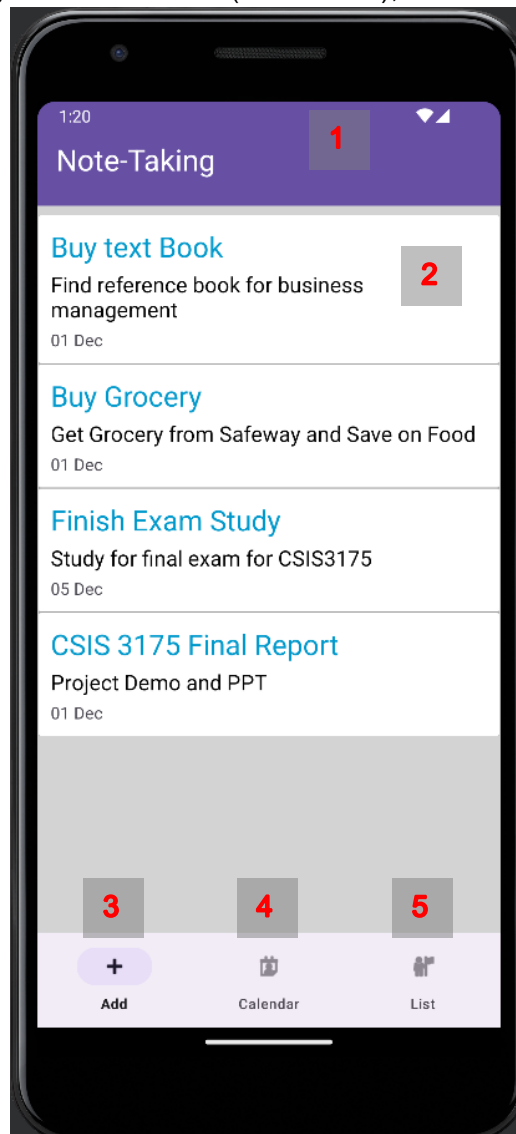 1:20
1
Note-Taking
Buy text Book
2
Find reference book for business
management
01 Dec
Buy Grocery
Get Grocery from Safeway and Save on Food
01 Dec
Finish Exam Study
Study for final exam for CSIS3175
05 Dec
CSIS 3175 Final Report
Project Demo and PPT
01 Dec
3 4 5
Add Calendar List